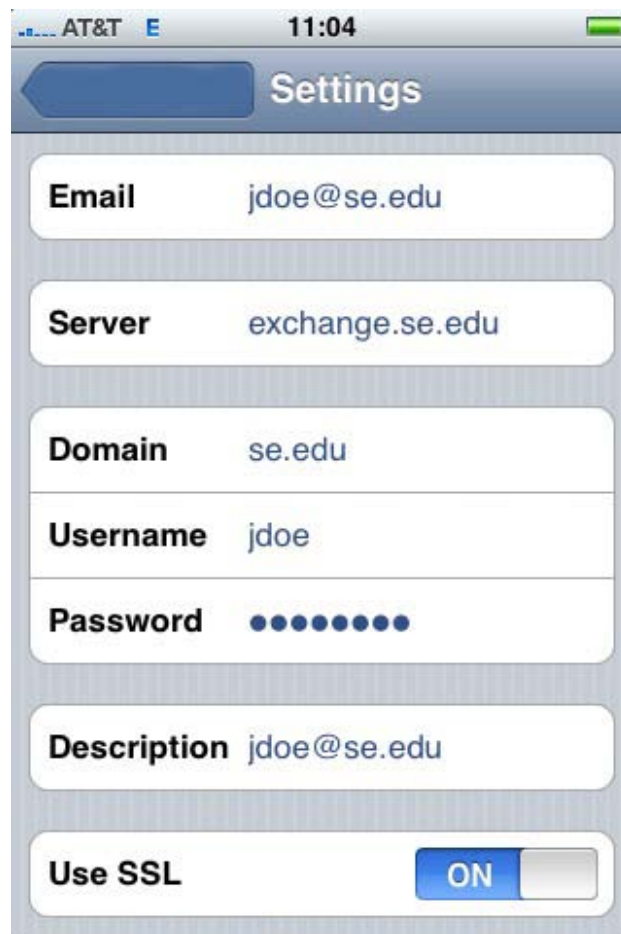 AT&T E 11:04
Settings
Email jdoe@se.edu
Server exchange.se.edu
Domain se.edu
Username jdoe
Password ●●●●●●●●
Description jdoe@se.edu
Use SSL ON